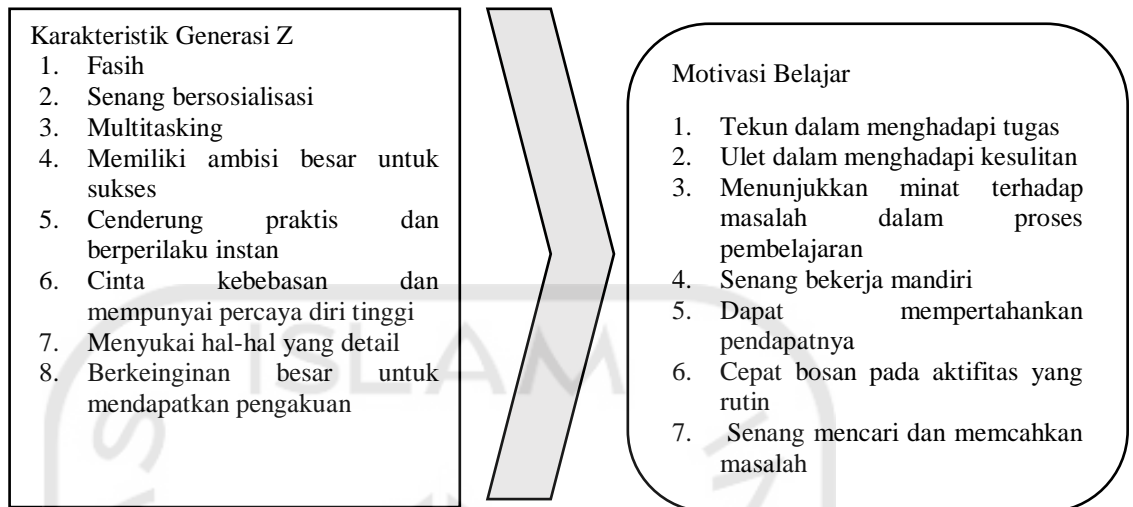 Karakteristik Generasi Z
1. Fasih
2. Senang bersosialisasi
3. Multitasking
4. Memiliki ambisi besar untuk
sukses
5. Cenderung praktis dan
berperilaku instan
6. Cinta kebebasan dan
mempunyai percaya diri tinggi
7. Menyukai hal-hal yang detail
8. Berkeinginan besar untuk
mendapatkan pengakuan
Motivasi Belajar
1. Tekun dalam menghadapi tugas
2. Ulet dalam menghadapi kesulitan
3. Menunjukkan minat terhadap
masalah dalam proses
pembelajaran
4. Senang bekerja mandiri
5. Dapat mempertahankan
pendapatnya
6. Cepat bosan pada aktifitas yang
rutin
7. Senang mencari dan memcahkan
masalah
ISLAM